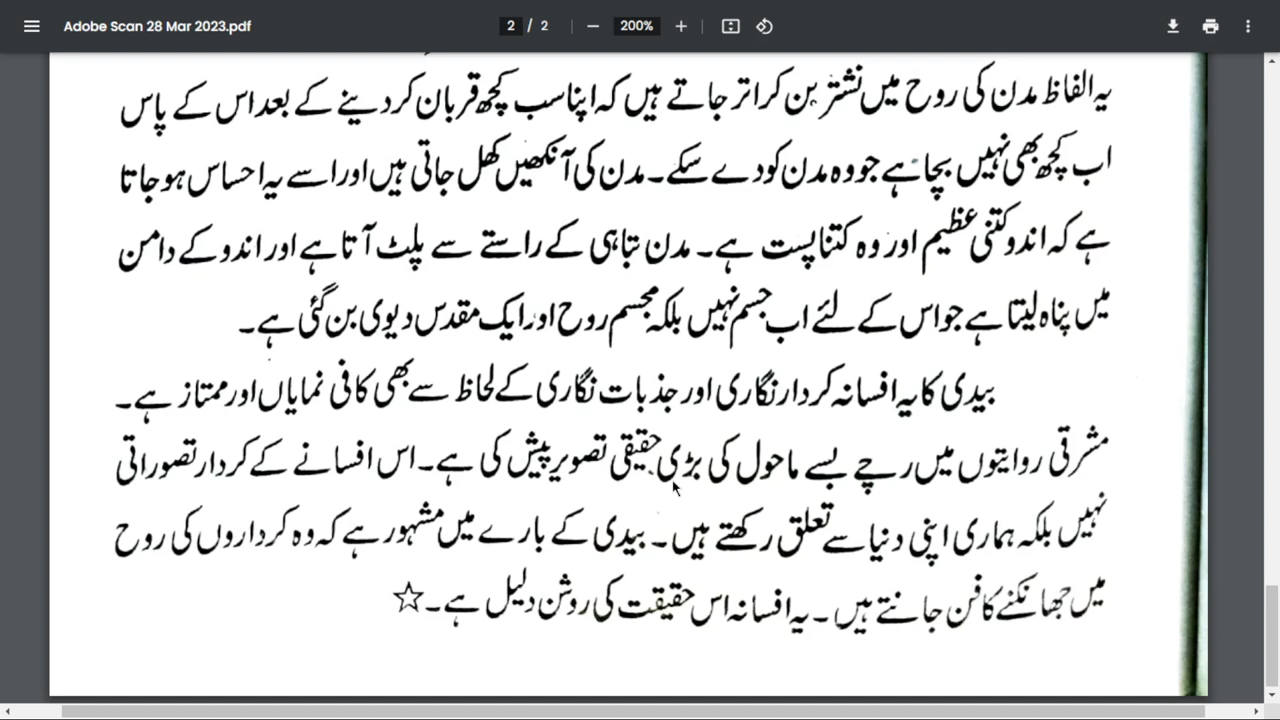 Adobe Scan 28 Mar 2023.pdf
2 / 2
200%
یہ الفاظ مدن کی روح میں نشتر بن کر اتر جاتے ہیں کہ اپنا سب کچھ قربان کر دینے کے بعد اس کے پاس
اب کچھ بھی نہیں بچا ہے جو وہ مدن کو دے سکے۔ مدن کی آنکھیں کھل جاتی ہیں اور اسے یہ احساس ہو جاتا
ہے کہ اندو کتنی عظیم اور وہ کتنا پست ہے۔ مدن تباہی کے راستے سے پلٹ آتا ہے اور اندو کے دامن
میں پناہ لیتا ہے جو اس کے لئے اب جسم نہیں بلکہ مجسم روح اور ایک مقدس دیوی بن گئی ہے۔
بیدی کا یہ افسانہ کردار نگاری اور جذبات نگاری کے لحاظ سے بھی کافی نمایاں اور ممتاز ہے۔
مشرقی روایتوں میں رچے بسے ماحول کی بڑی حقیقی تصویر پیش کی ہے۔ اس افسانے کے کردار تصوراتی
نہیں بلکہ ہماری اپنی دنیا سے تعلق رکھتے ہیں۔ بیدی کے بارے میں مشہور ہے کہ وہ کرداروں کی روح
میں جھانکنے کا فن جانتے ہیں۔ یہ افسانہ اس حقیقت کی روشن دلیل ہے۔☆